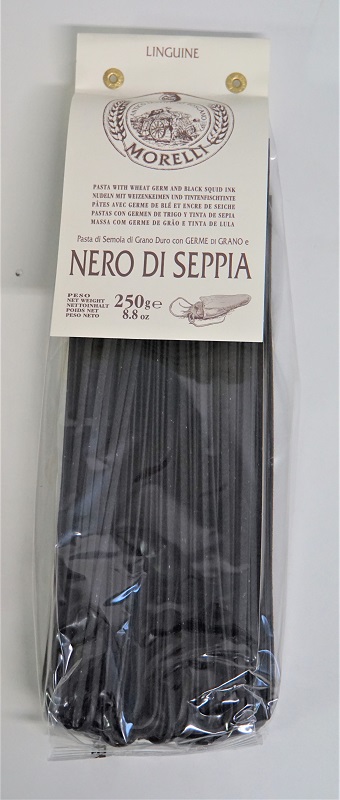 LINGUINE
MORELLI
PASTA WITH WHEAT GERM AND BLACK SQUID INK
NUDELN MIT WEIZENKEIMEN UND TINTENFISCHTINTE
PÂTES AVEC GERME DE BLÉ ET ENCRE DE SEICHE
PASTAS CON GERMEN DE TRIGO Y TINTA DE SEPIA
MASSA COM GERME DE GRÃO E TINTA DE LULA
Pasta di Semola di Grano Duro con GERME DI GRANO e
NERO DI SEPPIA
PESO
NET WEIGHT
NETTOINHALT
POIDS NET
PESO NETO
250g℮
8.8 oz